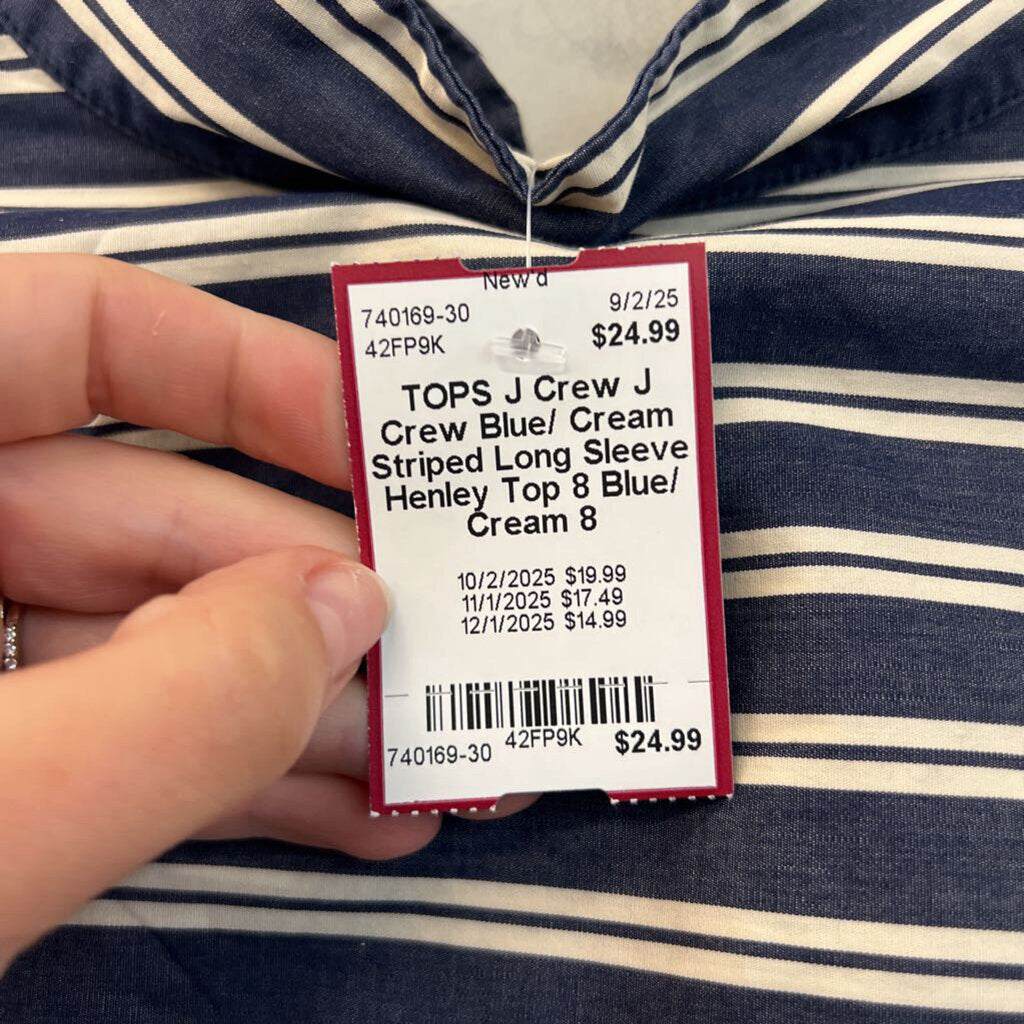 New'd
740169-30 9/2/25
42FP9K $24.99
TOPS J Crew J
Crew Blue/ Cream
Striped Long Sleeve
Henley Top 8 Blue/
Cream 8
10/2/2025 $19.99
11/1/2025 $17.49
12/1/2025 $14.99
740169-30 42FP9K $24.99